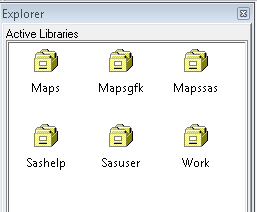 Explorer
Active Libraries
Maps Mapsgfk Mapssas
Sashelp Sasuser Work